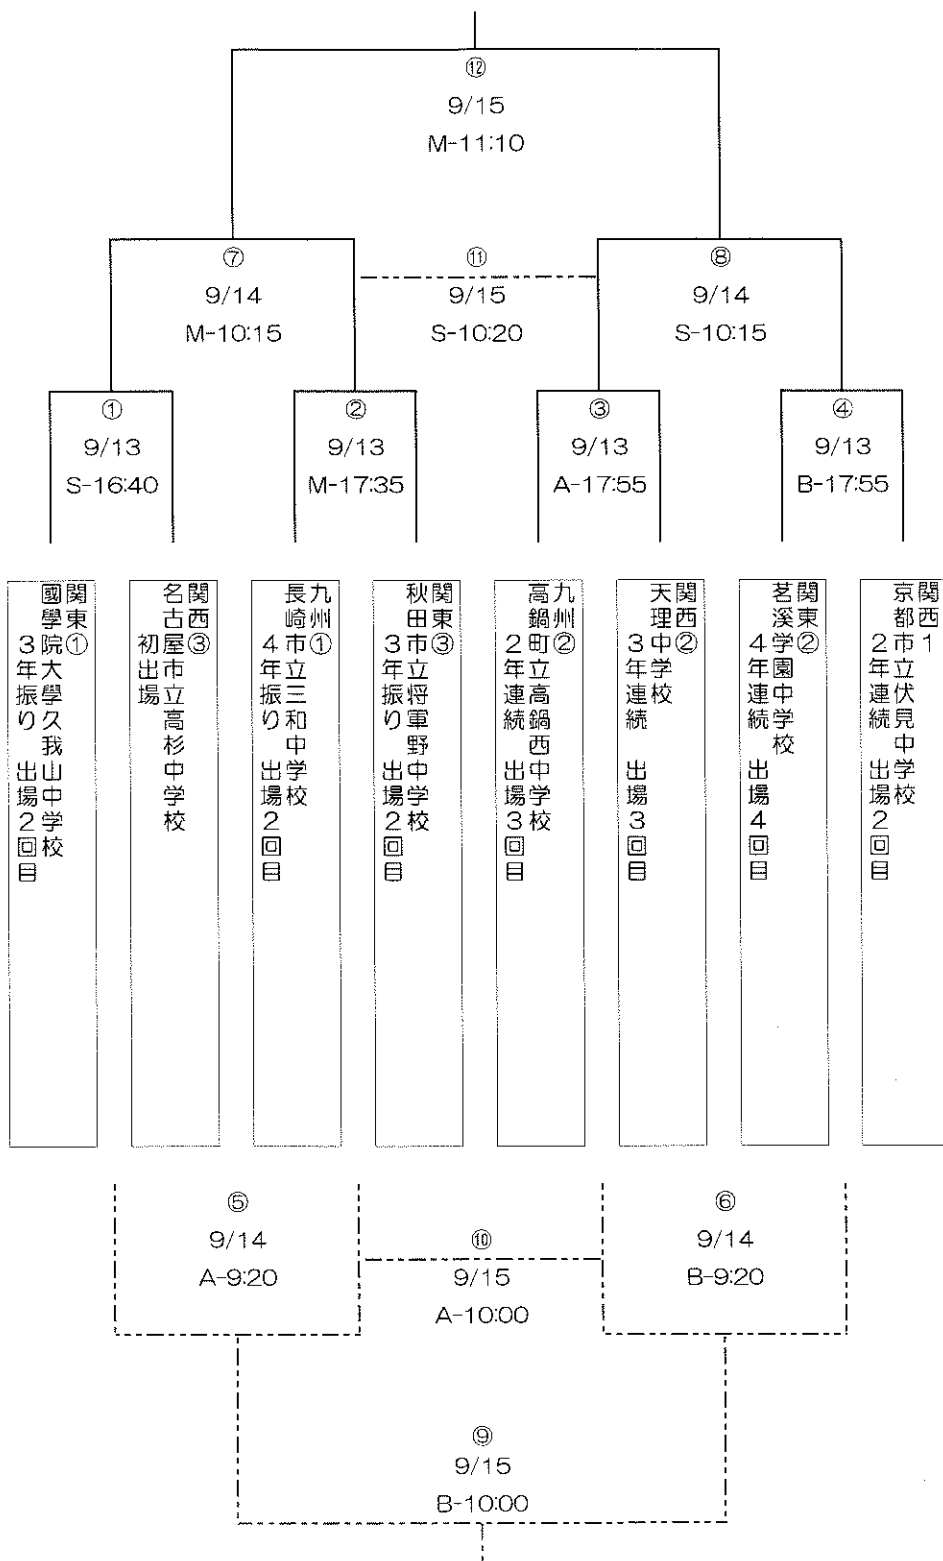 ⑫
9/15
M-11:10
⑦
9/14
M-10:15
⑪
9/15
S-10:20
⑧
9/14
S-10:15
①
9/13
S-16:40
②
9/13
M-17:35
③
9/13
A-17:55
④
9/13
B-17:55
関東①
國學院大學久我山中学校
3年振り 出場2回目
関西③
名古屋市立高杉中学校
初出場
九州①
長崎市立三和中学校
4年振り 出場2回目
関東③
秋田市立将軍野中学校
3年振り 出場2回目
九州②
高鍋町立高鍋西中学校
2年連続 出場3回目
関西②
天理中学校
3年連続 出場3回目
関東②
茗溪学園中学校
4年連続 出場4回目
関西1
京都市立伏見中学校
2年連続 出場2回目
⑤
9/14
A-9:20
⑩
9/15
A-10:00
⑥
9/14
B-9:20
⑨
9/15
B-10:00